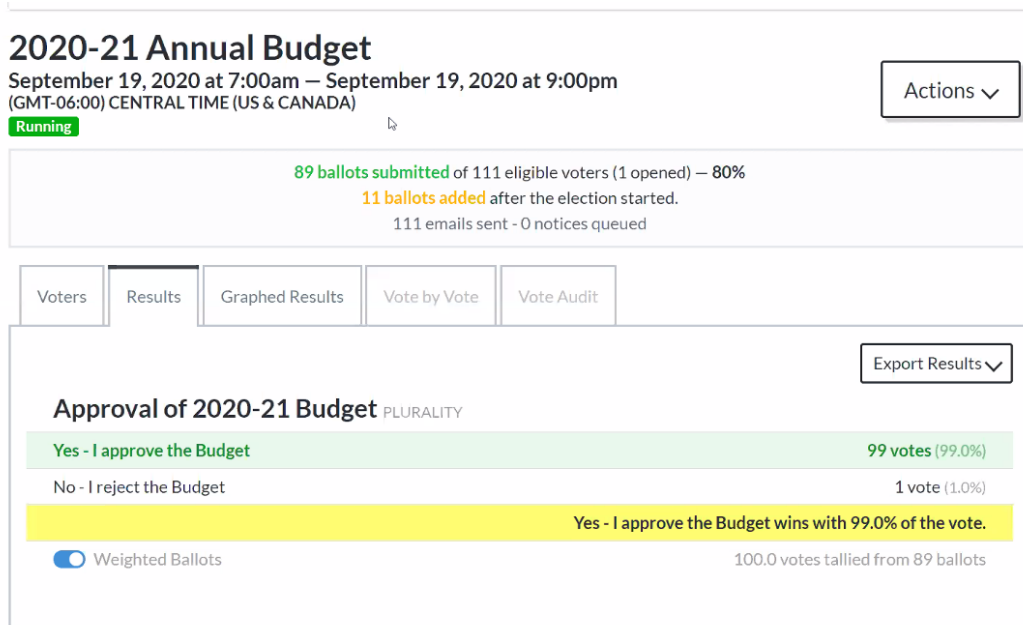 2020-21 Annual Budget
September 19, 2020 at 7:00am — September 19, 2020 at 9:00pm
(GMT-06:00) CENTRAL TIME (US & CANADA)
Running
Actions
89 ballots submitted of 111 eligible voters (1 opened) — 80%
11 ballots added after the election started.
111 emails sent - 0 notices queued
Voters Results Graphed Results Vote by Vote Vote Audit
Export Results
Approval of 2020-21 Budget PLURALITY
Yes - I approve the Budget 99 votes (99.0%)
No - I reject the Budget 1 vote (1.0%)
Yes - I approve the Budget wins with 99.0% of the vote.
Weighted Ballots 100.0 votes tallied from 89 ballots